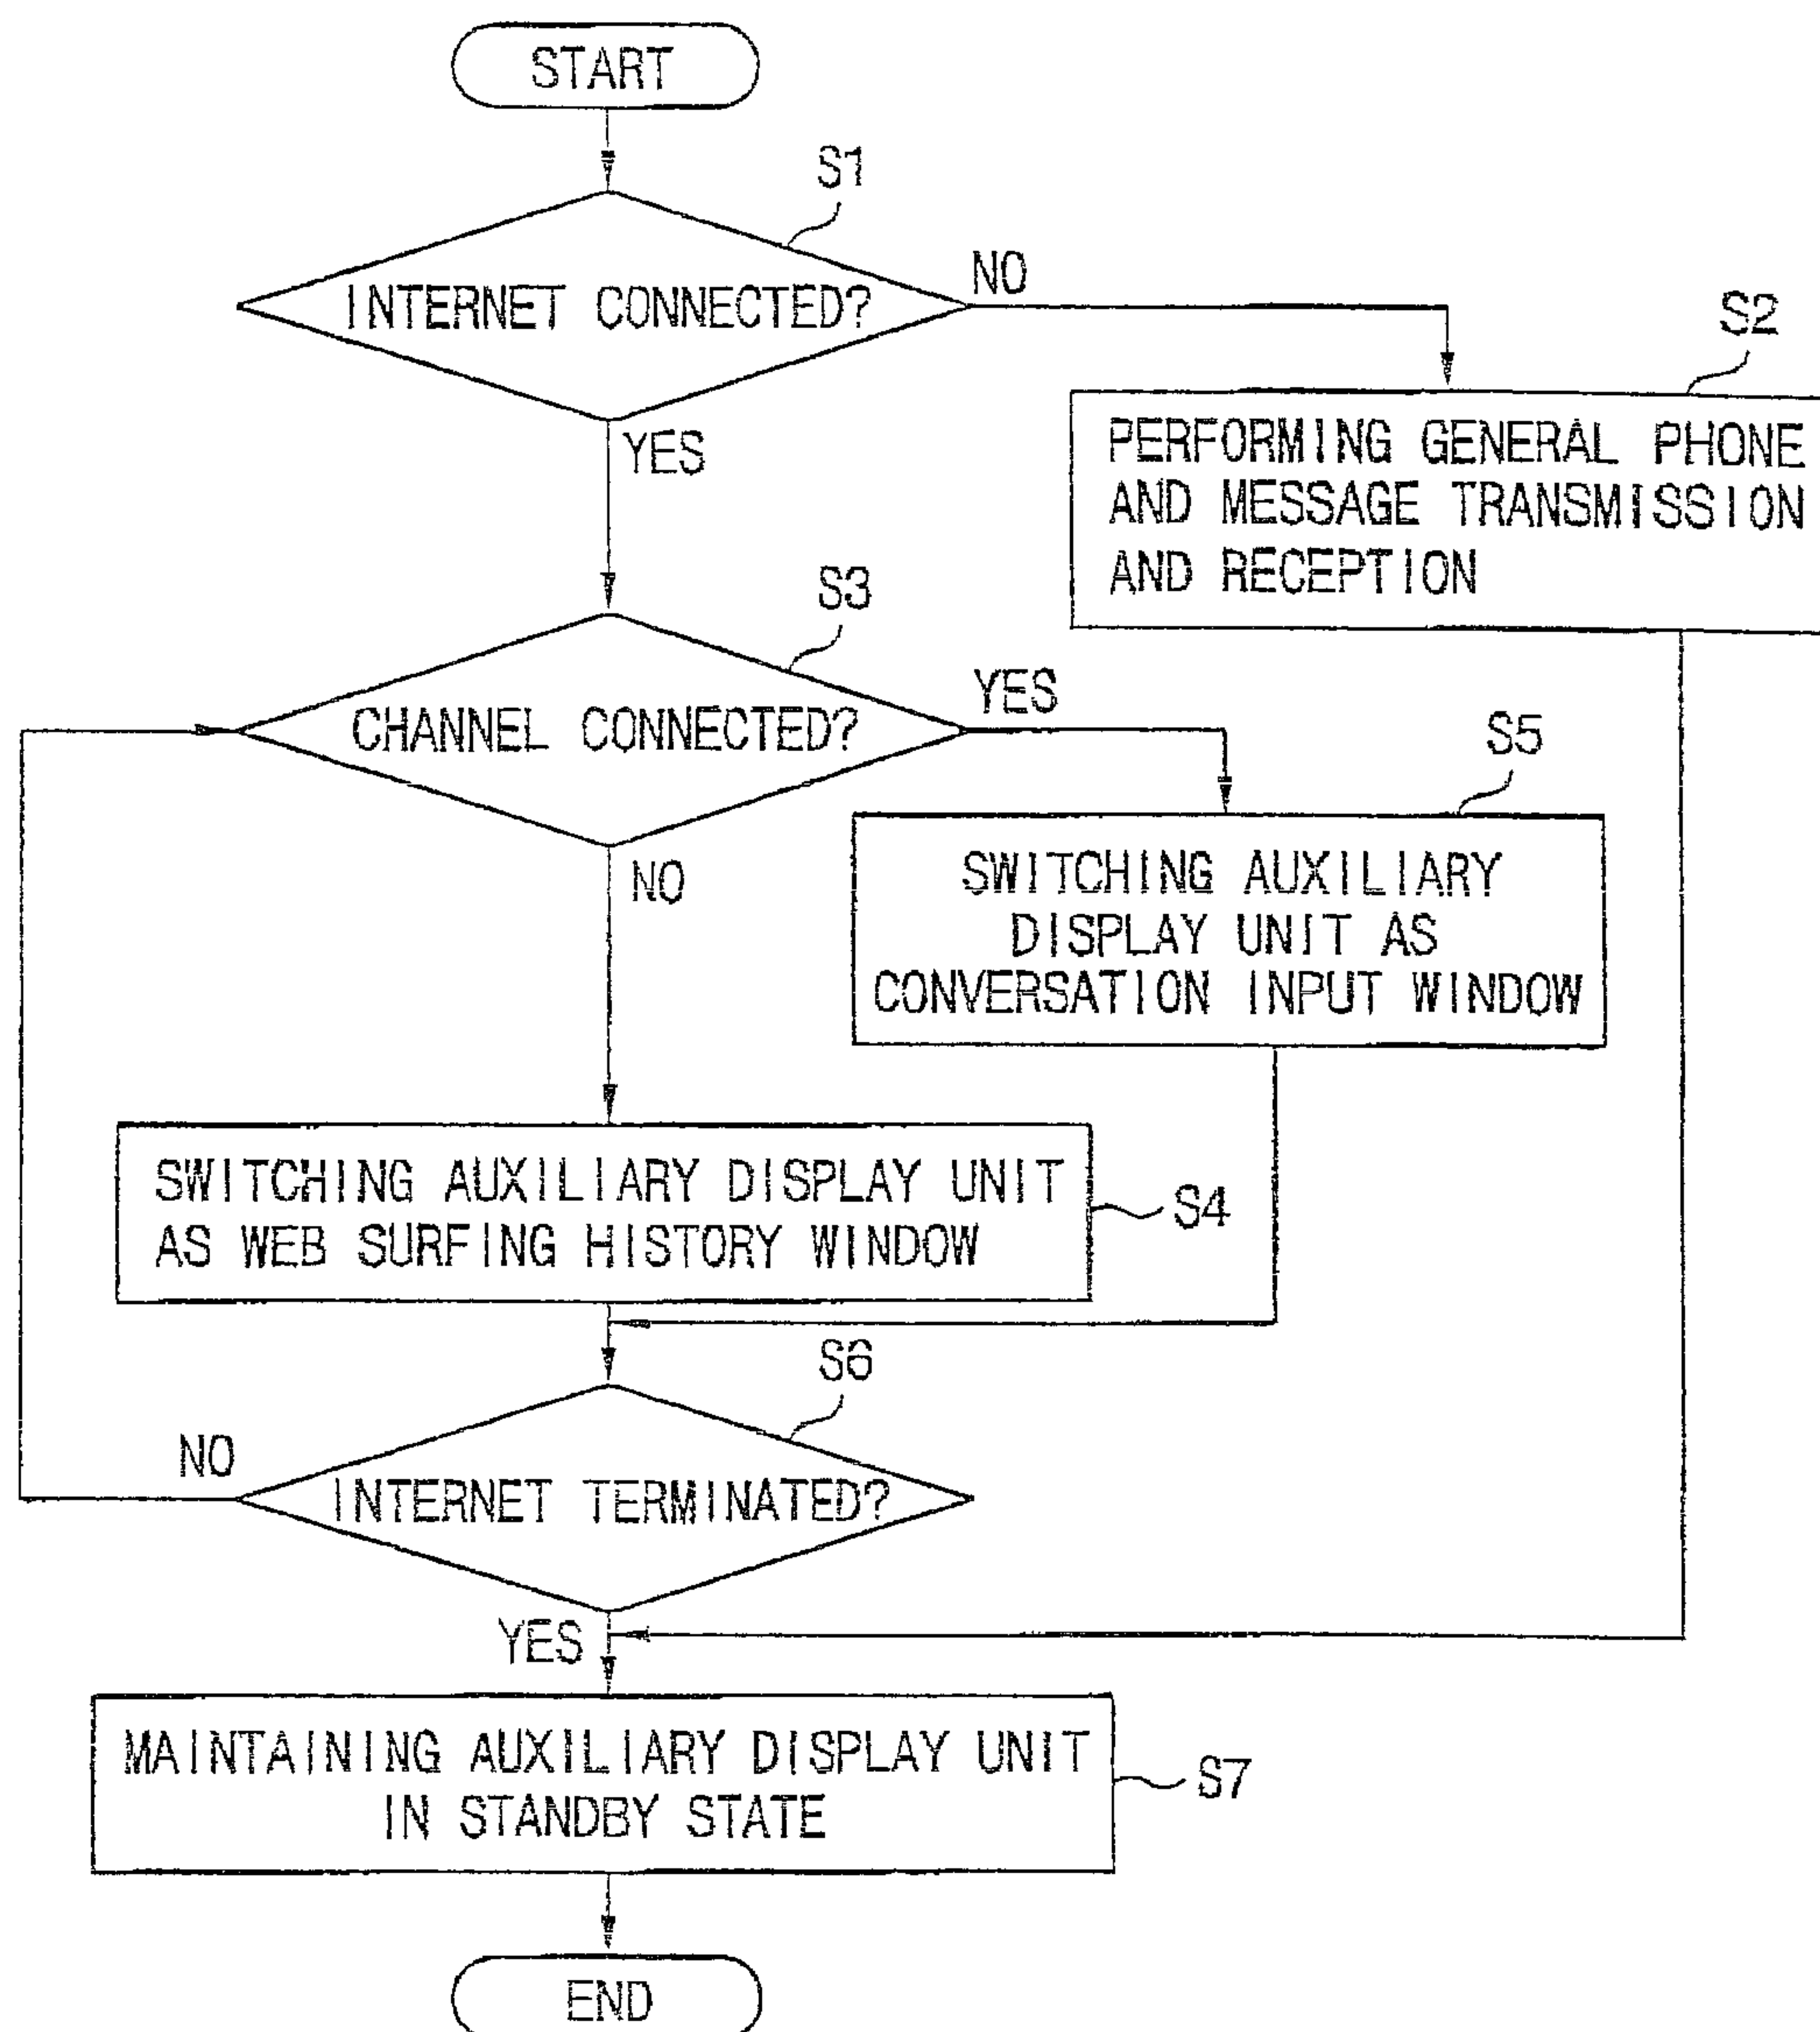 START
S1
INTERNET CONNECTED?
NO
S2
YES
PERFORMING GENERAL PHONE
AND MESSAGE TRANSMISSION
AND RECEPTION
S3
CHANNEL CONNECTED?
YES
S5
NO
SWITCHING AUXILIARY
DISPLAY UNIT AS
CONVERSATION INPUT WINDOW
SWITCHING AUXILIARY DISPLAY UNIT
AS WEB SURFING HISTORY WINDOW
S4
S6
NO
INTERNET TERMINATED?
YES
MAINTAINING AUXILIARY DISPLAY UNIT
IN STANDBY STATE
S7
END